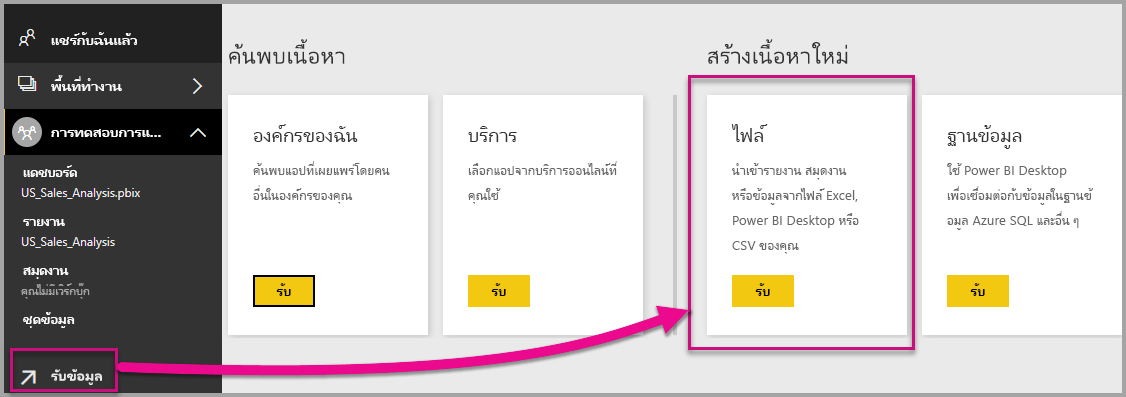 แชร์กับฉันแล้ว
พื้นที่ทำงาน
การทดสอบการแ...
แดชบอร์ด
US_Sales_Analysis.pbix
รายงาน
US_Sales_Analysis
สมุดงาน
คุณไม่มีเวิร์กบุ๊ก
ชุดข้อมูล
รับข้อมูล
ค้นพบเนื้อหา
องค์กรของฉัน
ค้นพบแอปที่เผยแพร่โดยคน
อื่นในองค์กรของคุณ
รับ
บริการ
เลือกแอปจากบริการออนไลน์ที่
คุณใช้
รับ
สร้างเนื้อหาใหม่
ไฟล์
นำเข้ารายงาน สมุดงาน
หรือข้อมูลจากไฟล์ Excel,
Power BI Desktop หรือ
CSV ของคุณ
รับ
ฐานข้อมูล
ใช้ Power BI Desktop
เพื่อเชื่อมต่อกับข้อมูลในฐานข้
อมูล Azure SQL และอื่น ๆ
รับ